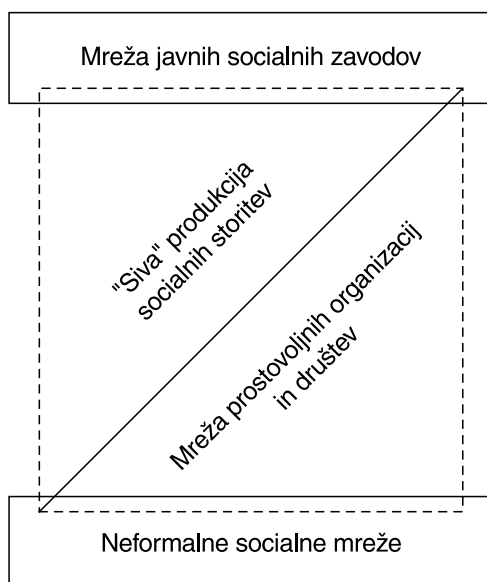 Mreža javnih socialnih zavodov
"Siva" produkcija
socialnih storitev
Mreža prostovoljnih organizacij
in društev
Neformalne socialne mreže